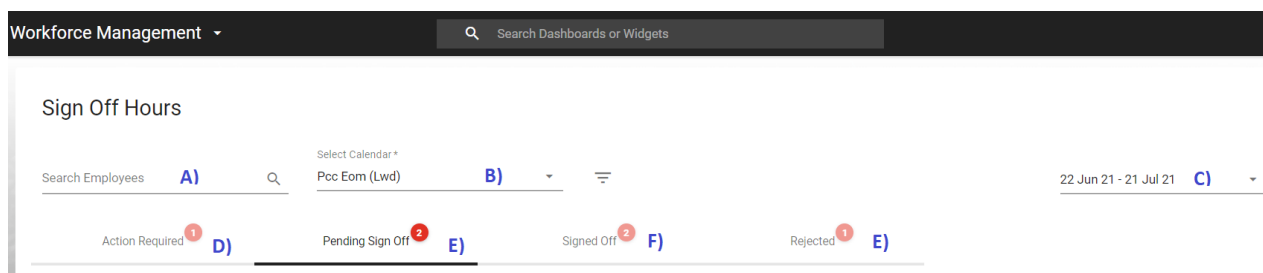 Workforce Management
Search Dashboards or Widgets
Sign Off Hours
Select Calendar *
Search Employees A) Pcc Eom (Lwd) B) 22 Jun 21 - 21 Jul 21 C)
Action Required 1 D) Pending Sign Off 2 E) Signed Off 2 F) Rejected 1 E)